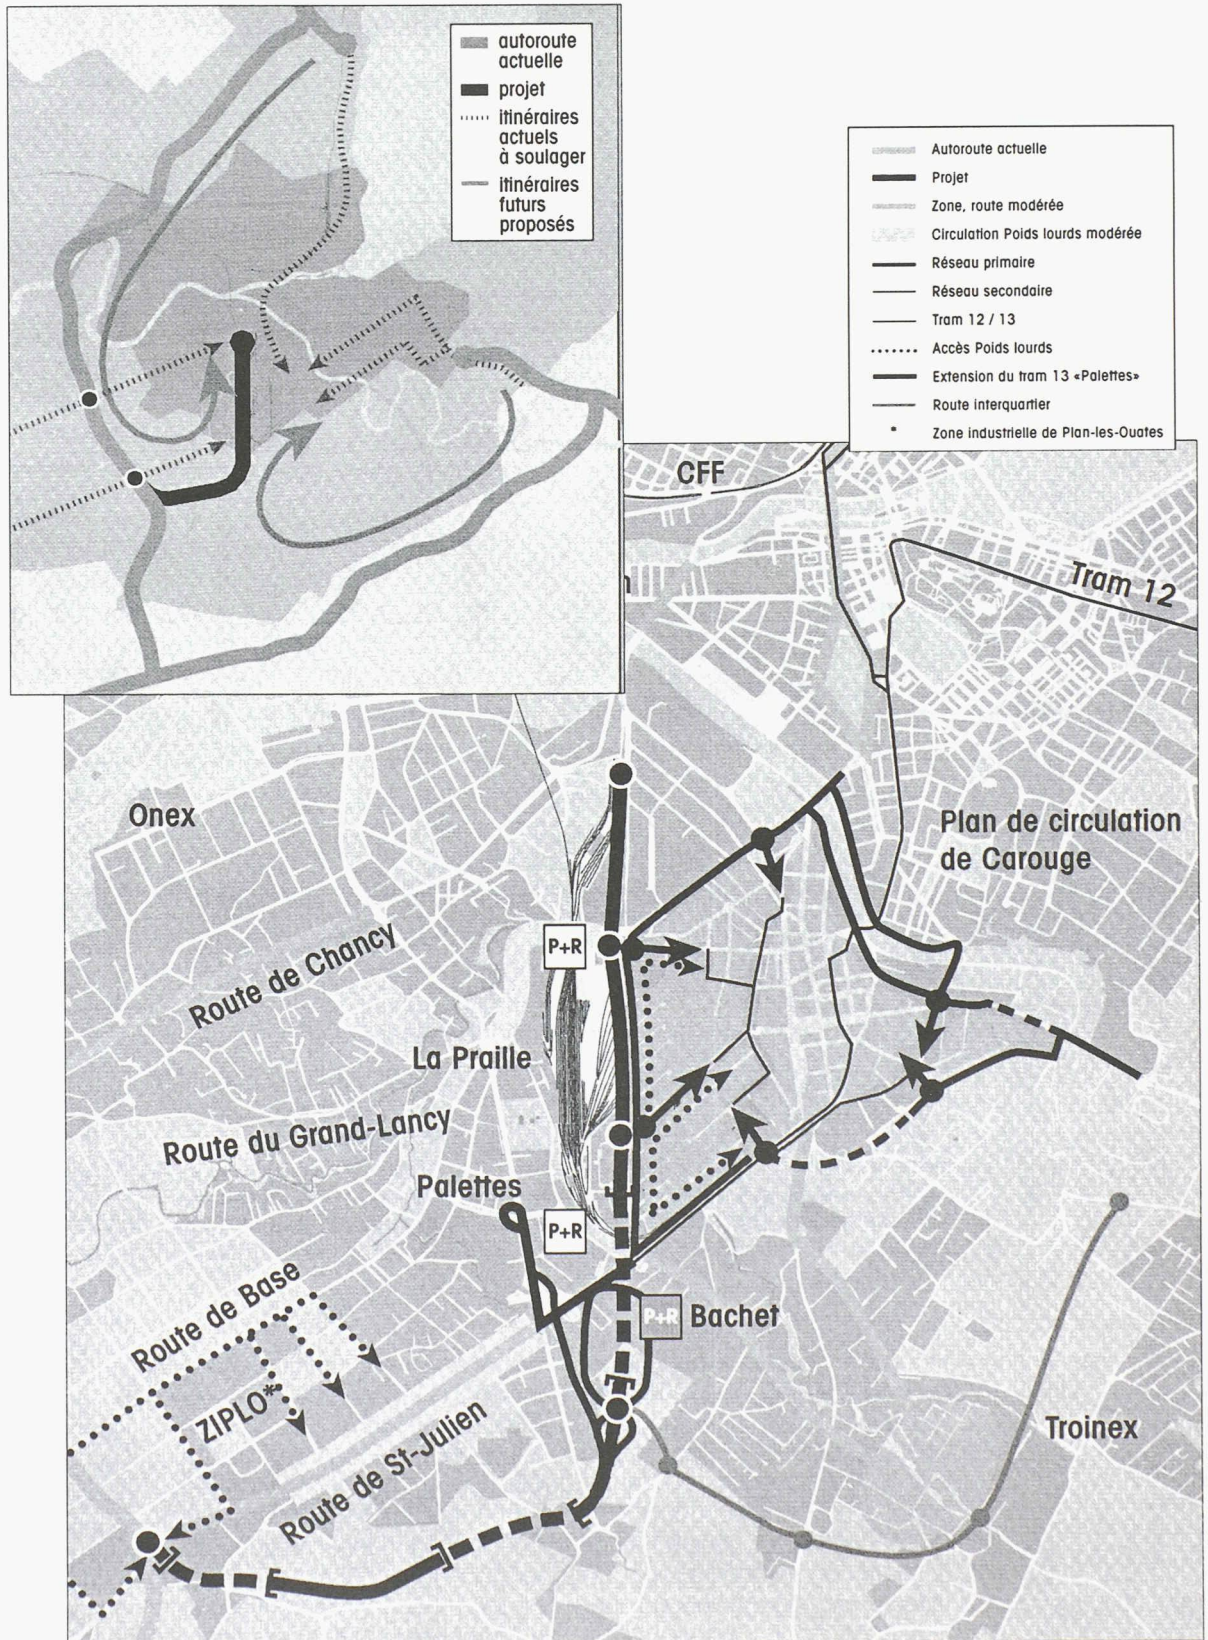 autoroute
actuelle
projet
itinéraires
actuels
à soulager
itinéraires
futurs
proposés
Autoroute actuelle
Projet
Zone, route modérée
Circulation Poids lourds modérée
Réseau primaire
Réseau secondaire
Tram 12 / 13
Accès Poids lourds
Extension du tram 13 «Palettes»
Route interquartier
Zone industrielle de Plan-les-Ouates
CFF
Tram 12
Onex
Plan de circulation
de Carouge
Route de Chancy
P+R
La Praille
Route du Grand-Lancy
Palettes
P+R
Route de Base
P+R
Bachet
ZIPLO*
Route de St-Julien
Troinex